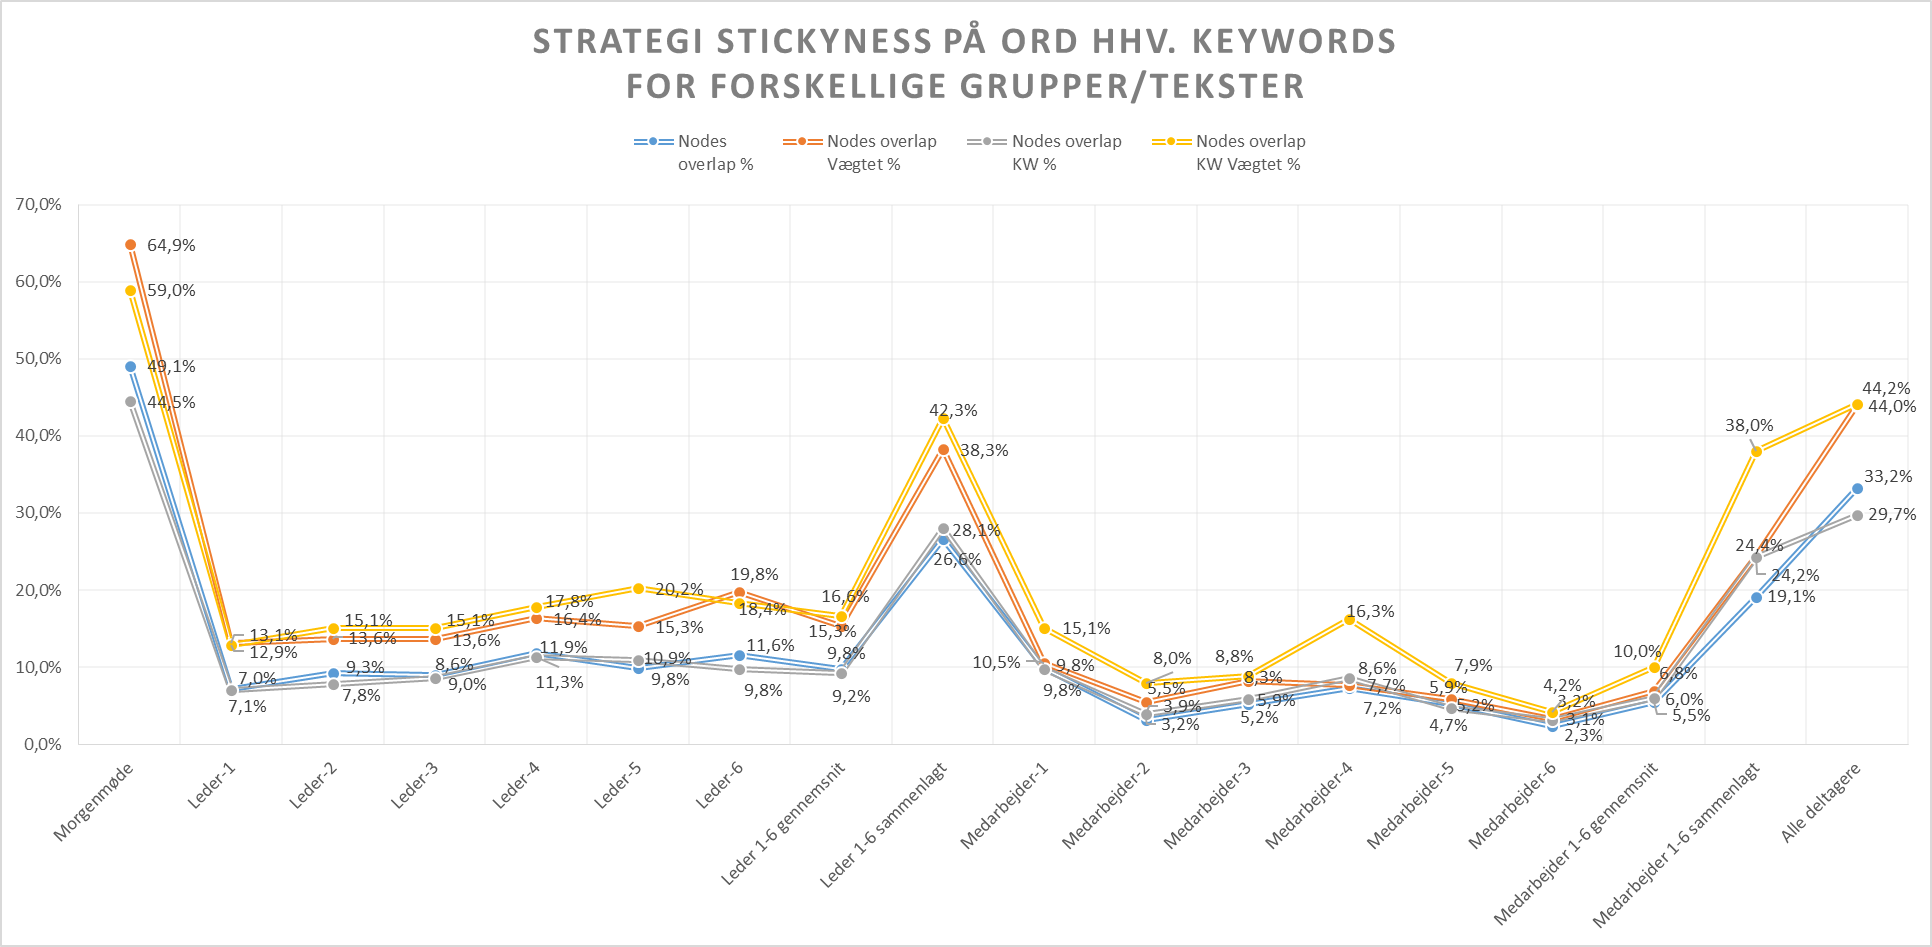 STRATEGI STICKYNESS PÅ ORD HHV. KEYWORDS
FOR FORSKELLIGE GRUPPER/TEKSTER
Nodes
overlap %
Nodes overlap
Vægtet %
Nodes overlap
KW %
Nodes overlap
KW Vægtet %
70,0%
60,0%
50,0%
40,0%
30,0%
20,0%
10,0%
0,0%
64,9%
59,0%
49,1%
44,5%
13,1%
12,9%
7,0%
7,1%
15,1%
13,6%
9,3%
7,8%
15,1%
13,6%
8,6%
9,0%
17,8%
16,4%
11,9%
11,3%
20,2%
15,3%
10,9%
9,8%
19,8%
18,4%
11,6%
9,8%
16,6%
15,3%
9,8%
9,2%
42,3%
38,3%
28,1%
26,6%
15,1%
10,5%
9,8%
9,8%
8,0%
5,5%
3,9%
3,2%
8,8%
8,3%
5,9%
5,2%
16,3%
8,6%
7,7%
7,2%
7,9%
5,9%
5,2%
4,7%
4,2%
3,2%
3,1%
2,3%
10,0%
6,8%
6,0%
5,5%
38,0%
24,4%
24,2%
19,1%
44,2%
44,0%
33,2%
29,7%
Morgenmøde
Leder-1
Leder-2
Leder-3
Leder-4
Leder-5
Leder-6
Leder 1-6 gennemsnit
Leder 1-6 sammenlagt
Medarbejder-1
Medarbejder-2
Medarbejder-3
Medarbejder-4
Medarbejder-5
Medarbejder-6
Medarbejder 1-6 gennemsnit
Medarbejder 1-6 sammenlagt
Alle deltagere